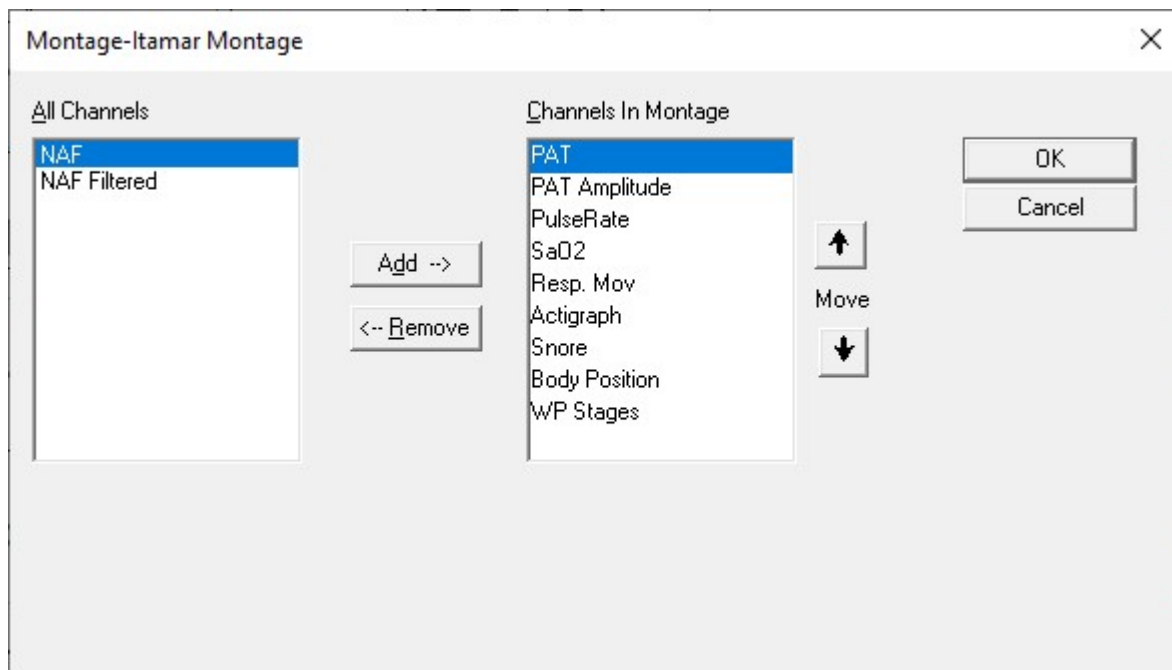 Montage-Itamar Montage
All Channels
NAF
NAF Filtered
Add -->
<-- Remove
Channels In Montage
PAT
PAT Amplitude
PulseRate
SaO2
Resp. Mov
Actigraph
Snore
Body Position
WP Stages
Move
OK
Cancel